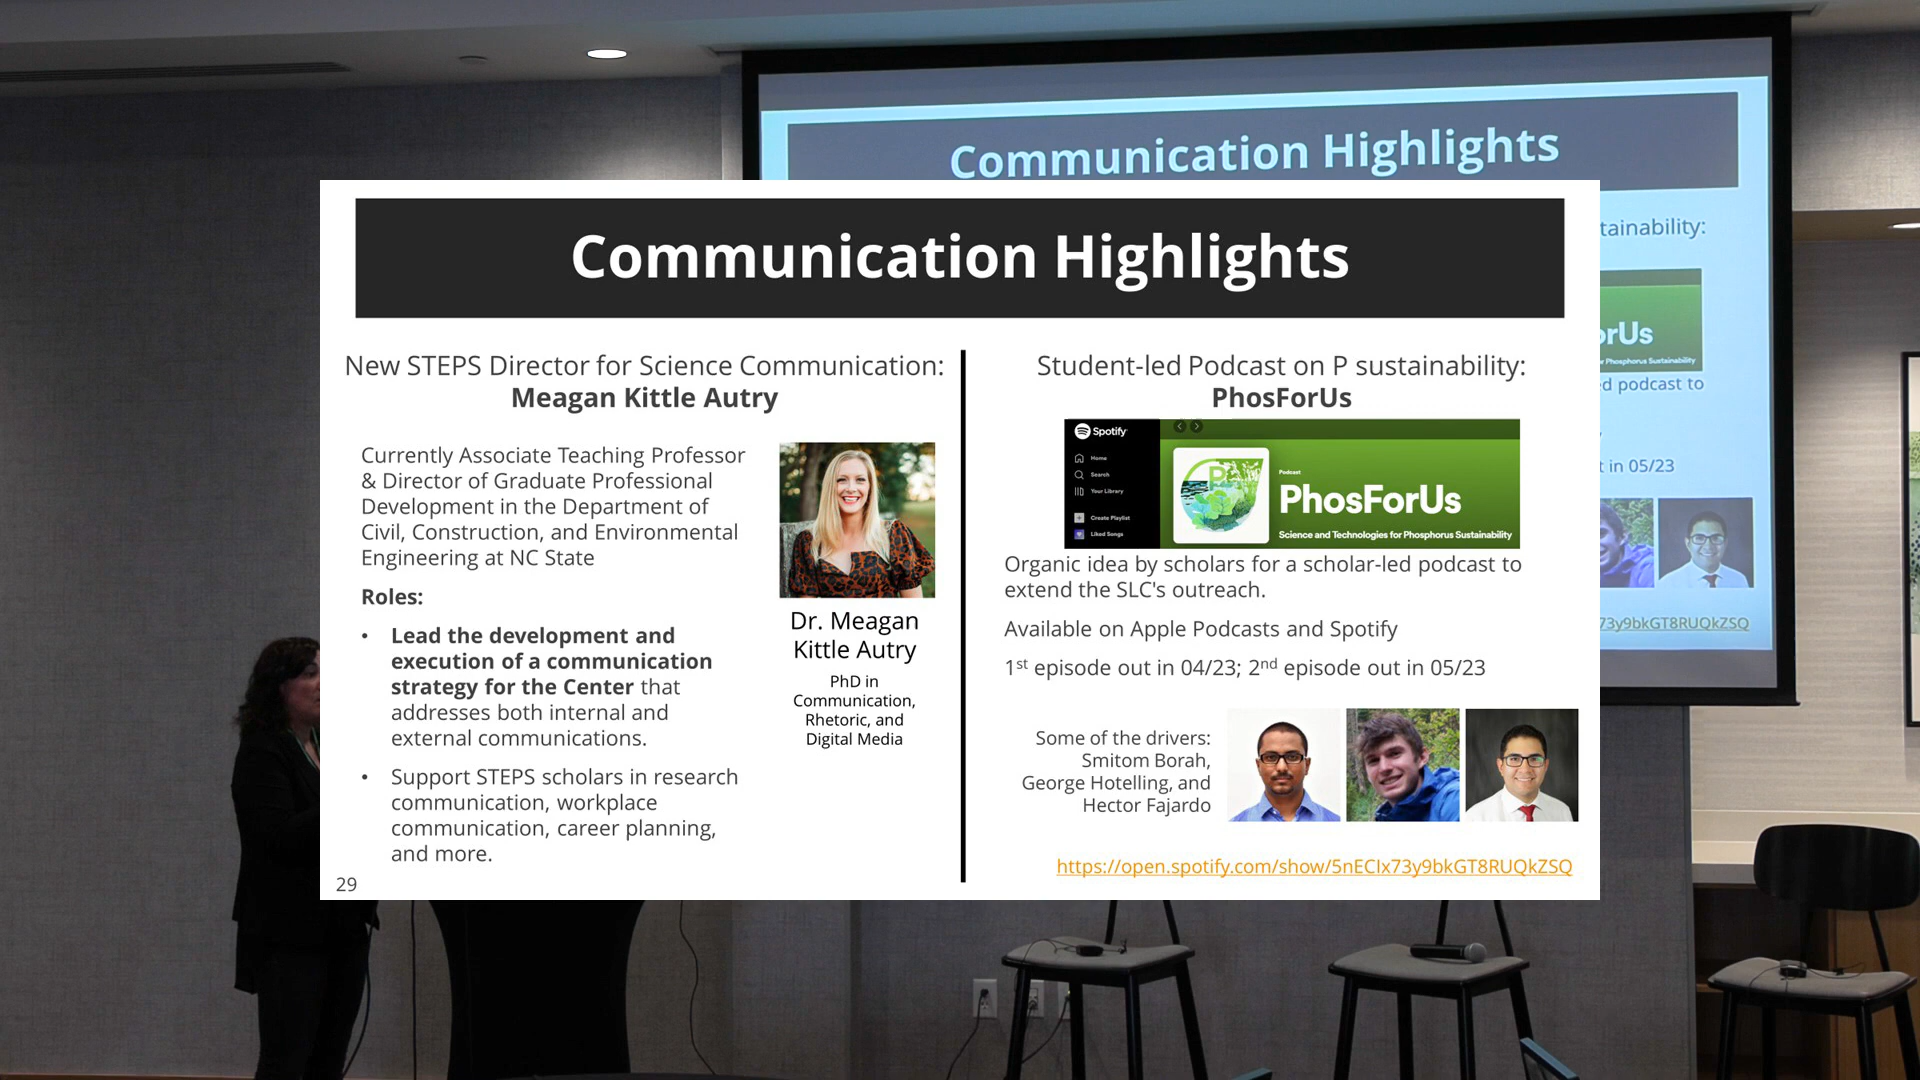 Communication Highlights
tainability:
orUs
r Phosphorus Sustainability
d podcast to
t in 05/23
73y9bkGT8RUQkZSQ
Communication Highlights
New STEPS Director for Science Communication:
Meagan Kittle Autry
Currently Associate Teaching Professor
& Director of Graduate Professional
Development in the Department of
Civil, Construction, and Environmental
Engineering at NC State
Roles:
• Lead the development and
execution of a communication
strategy for the Center that
addresses both internal and
external communications.
• Support STEPS scholars in research
communication, workplace
communication, career planning,
and more.
Dr. Meagan
Kittle Autry
PhD in
Communication,
Rhetoric, and
Digital Media
29
Student-led Podcast on P sustainability:
PhosForUs
Spotify
Home
Search
Your Library
Create Playlist
Liked Songs
P
Podcast
PhosForUs
Science and Technologies for Phosphorus Sustainability
Organic idea by scholars for a scholar-led podcast to
extend the SLC's outreach.
Available on Apple Podcasts and Spotify
1st episode out in 04/23; 2nd episode out in 05/23
Some of the drivers:
Smitom Borah,
George Hotelling, and
Hector Fajardo
https://open.spotify.com/show/5nECIx73y9bkGT8RUQkZSQ